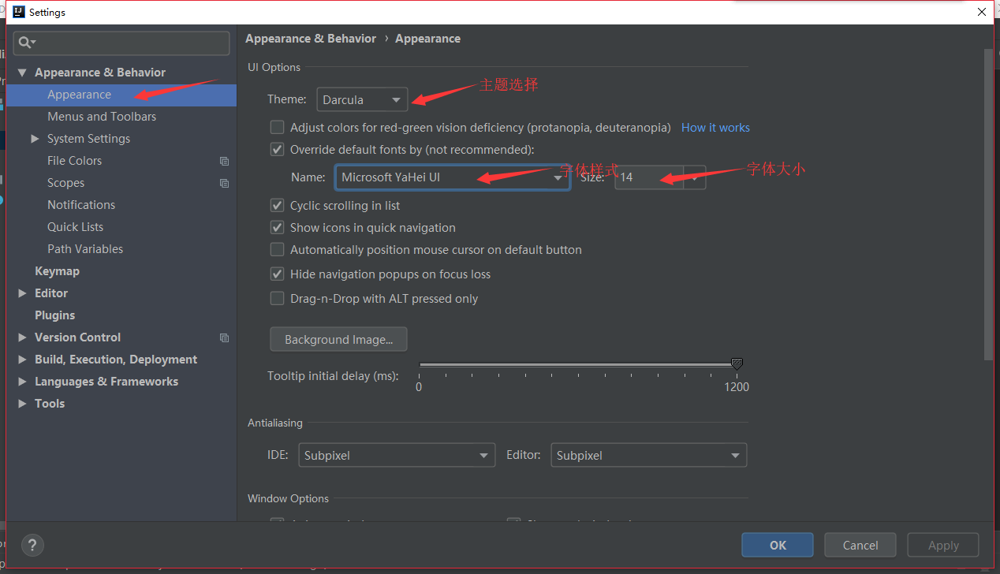 Settings
Appearance & Behavior › Appearance
Appearance & Behavior
Appearance
Menus and Toolbars
System Settings
File Colors
Scopes
Notifications
Quick Lists
Path Variables
Keymap
Editor
Plugins
Version Control
Build, Execution, Deployment
Languages & Frameworks
Tools
UI Options
Theme: Darcula 主题选择
Adjust colors for red-green vision deficiency (protanopia, deuteranopia) How it works
Override default fonts by (not recommended):
Name: Microsoft YaHei UI 字体样式 Size: 14 字体大小
Cyclic scrolling in list
Show icons in quick navigation
Automatically position mouse cursor on default button
Hide navigation popups on focus loss
Drag-n-Drop with ALT pressed only
Background Image...
Tooltip initial delay (ms):
0 1200
Antialiasing
IDE: Subpixel Editor: Subpixel
Window Options
? OK Cancel Apply